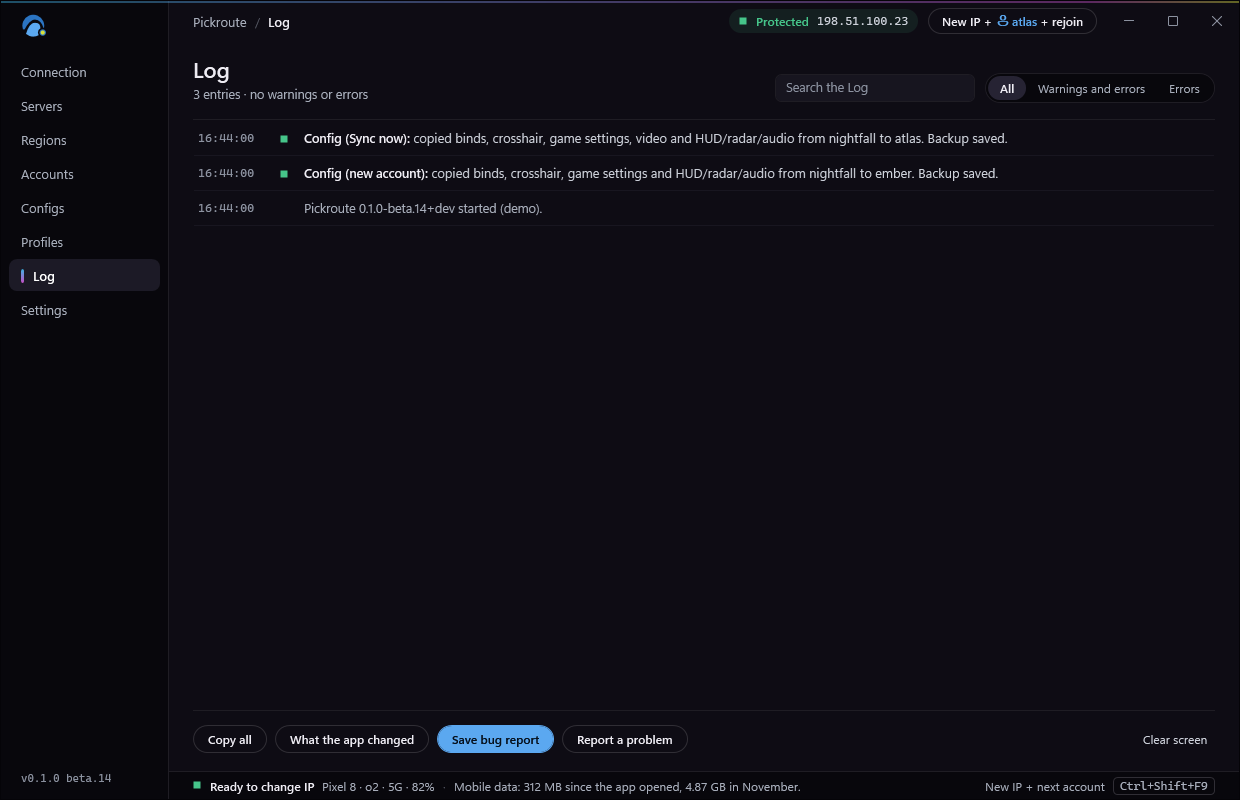 Pickroute / Log
Protected 198.51.100.23
New IP + atlas + rejoin
Connection
Servers
Regions
Accounts
Configs
Profiles
Log
Settings
v0.1.0 beta.14
Log
3 entries · no warnings or errors
Search the Log
All Warnings and errors Errors
16:44:00 Config (Sync now): copied binds, crosshair, game settings, video and HUD/radar/audio from nightfall to atlas. Backup saved.
16:44:00 Config (new account): copied binds, crosshair, game settings and HUD/radar/audio from nightfall to ember. Backup saved.
16:44:00 Pickroute 0.1.0-beta.14+dev started (demo).
Copy all What the app changed Save bug report Report a problem Clear screen
Ready to change IP Pixel 8 · o2 · 5G · 82% · Mobile data: 312 MB since the app opened, 4.87 GB in November. New IP + next account Ctrl+Shift+F9